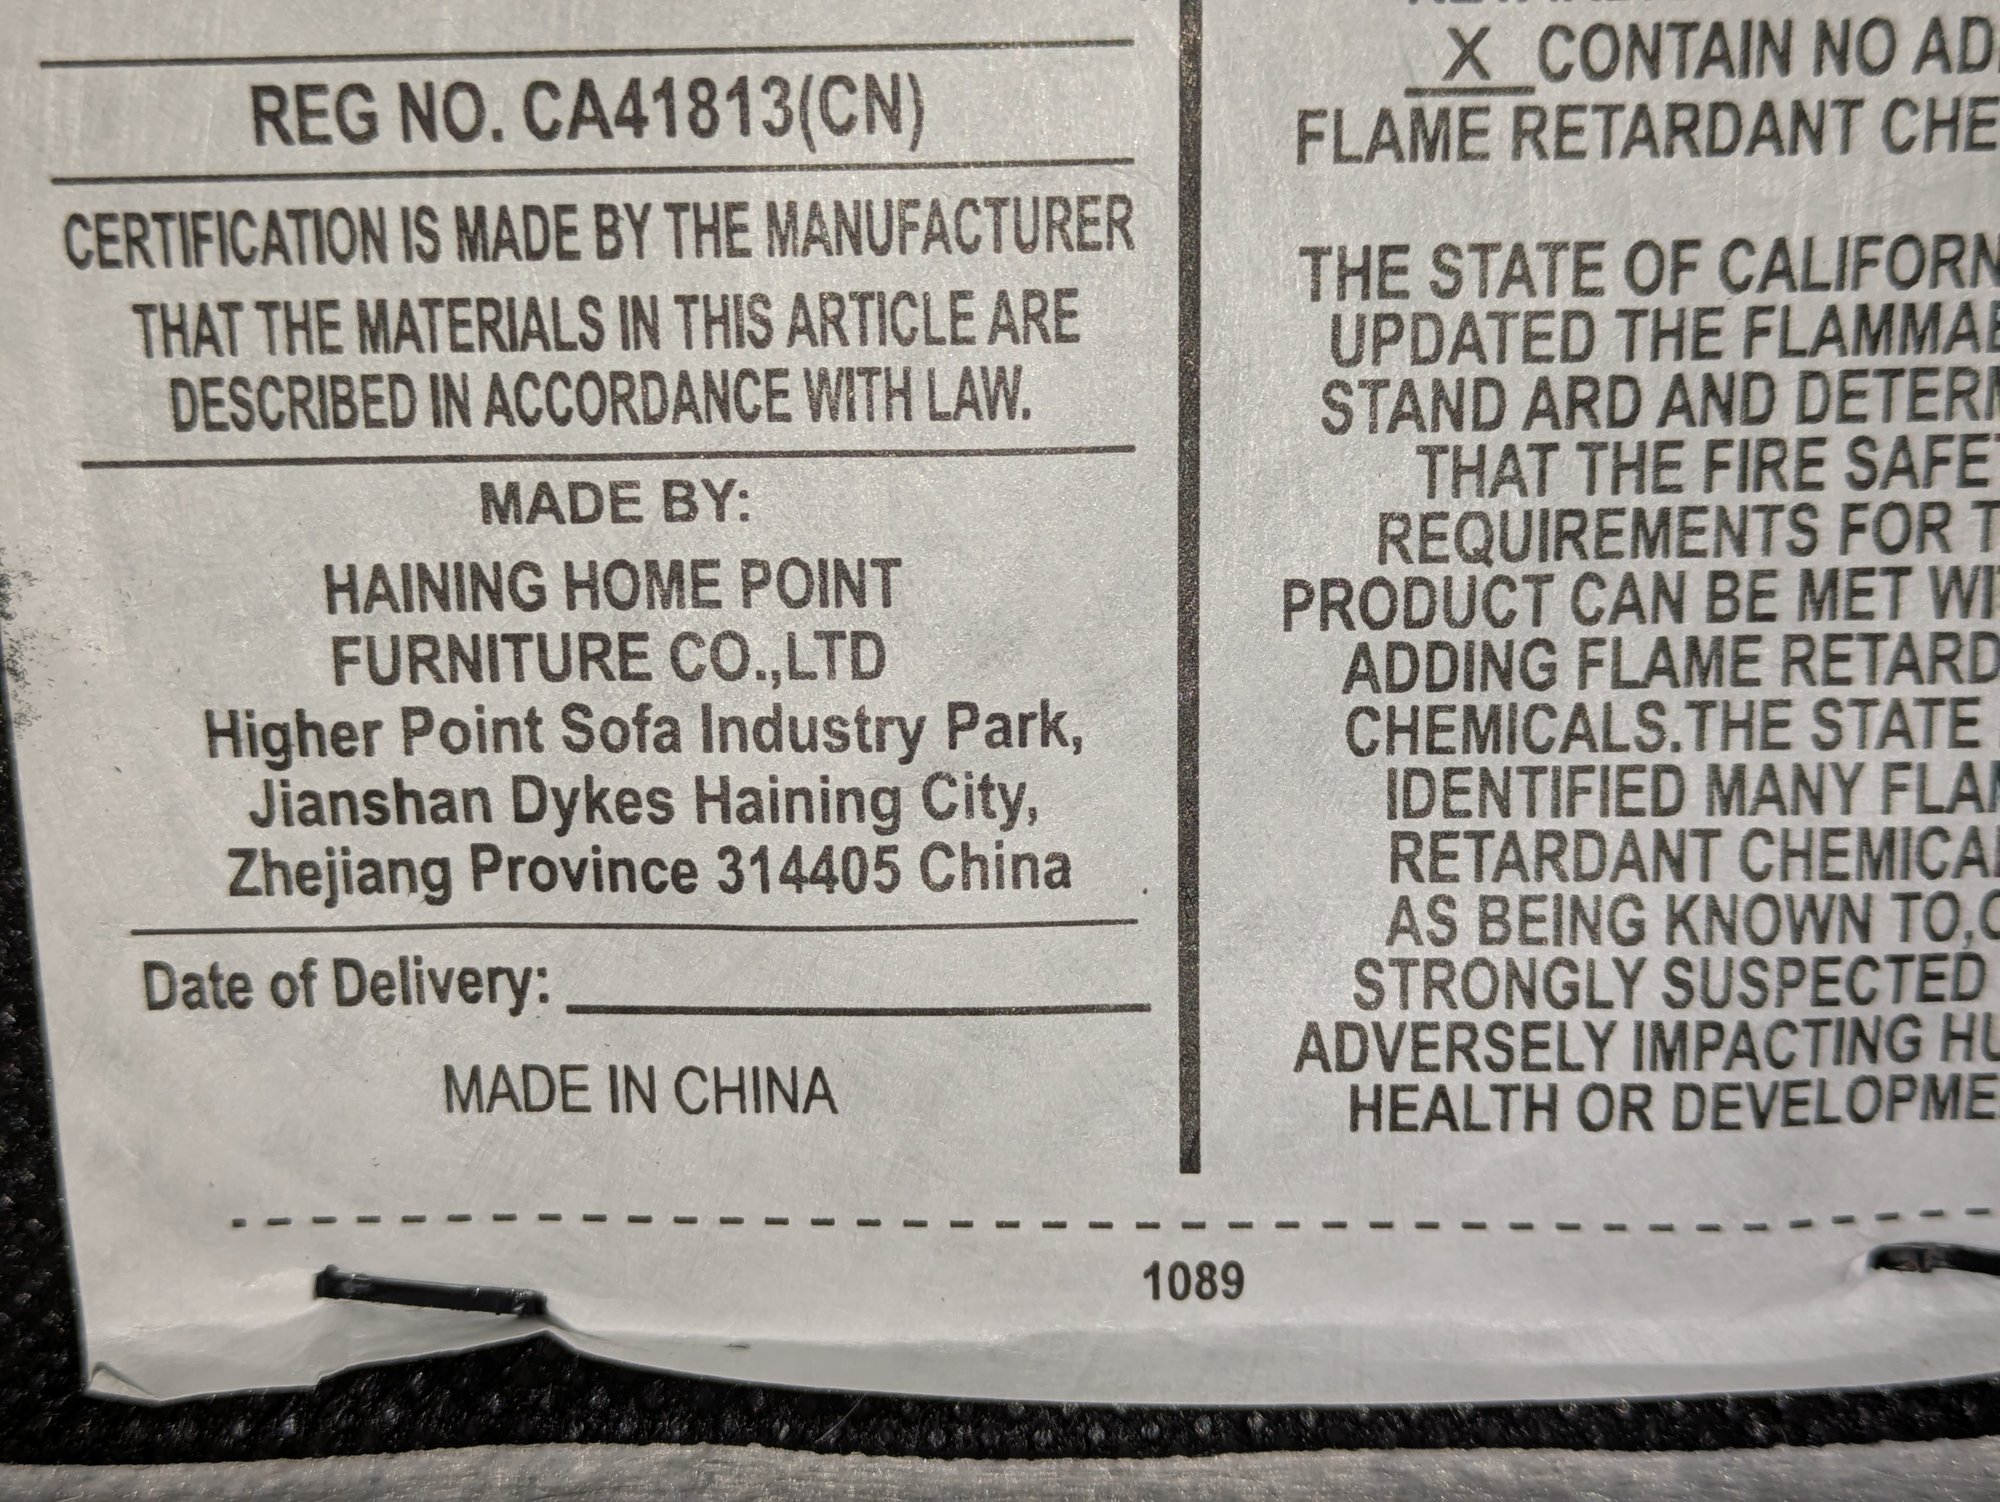 REG NO. CA41813(CN)
CERTIFICATION IS MADE BY THE MANUFACTURER
THAT THE MATERIALS IN THIS ARTICLE ARE
DESCRIBED IN ACCORDANCE WITH LAW.
MADE BY:
HAINING HOME POINT
FURNITURE CO.,LTD
Higher Point Sofa Industry Park,
Jianshan Dykes Haining City,
Zhejiang Province 314405 China
Date of Delivery:
MADE IN CHINA
X CONTAIN NO
FLAME RETARDANT
THE STATE OF
UPDATED THE
STAND ARD AND
THAT THE FIRE
REQUIREMENTS FOR
PRODUCT CAN BE MET
ADDING FLAME
CHEMICALS.THE STATE
IDENTIFIED MANY
RETARDANT
AS BEING KNOWN TO,
STRONGLY SUSPECTED
ADVERSELY IMPACTING
HEALTH OR
1089